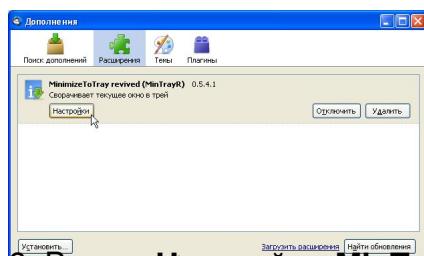 Дополнения
Поиск дополнений Расширения Темы Плагины
MinimizeToTray revived (MinTrayR) 0.5.4.1
Сворачивает текущее окно в трей
Настройки Отключить Удалить
Установить... Загрузить расширения Найти обновления